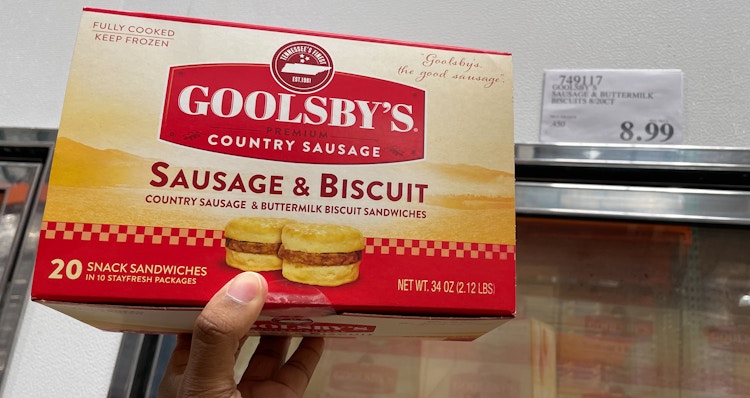 FULLY COOKED
KEEP FROZEN
TENNESSEE'S FINEST
EST.1981
"Goolsby's,
the good sausage"
GOOLSBY'S®
PREMIUM
COUNTRY SAUSAGE
SAUSAGE & BISCUIT
COUNTRY SAUSAGE & BUTTERMILK BISCUIT SANDWICHES
20 SNACK SANDWICHES
IN 10 STAYFRESH PACKAGES
NET WT. 34 OZ (2.12 LBS)
GOOLSBY'S
749117
GOOLSBY'S
SAUSAGE & BUTTERMILK
BISCUITS 8/20CT
8.99